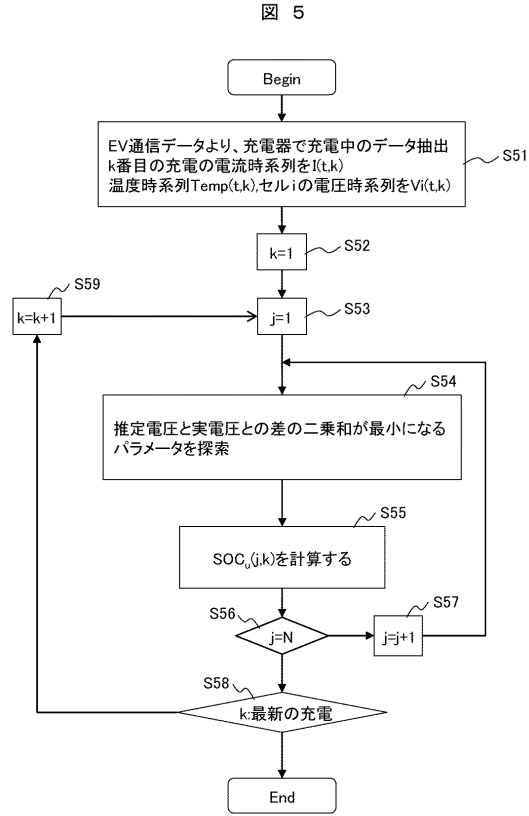 図 5
Begin
EV通信データより、充電器で充電中のデータ抽出
k番目の充電の電流時系列をI(t,k)
温度時系列Temp(t,k),セルiの電圧時系列をVi(t,k)
S51
k=1
S52
S59
k=k+1
j=1
S53
S54
推定電圧と実電圧との差の二乗和が最小になる
パラメータを探索
S55
SOCu(j,k)を計算する
S56
j=N
S57
j=j+1
S58
k:最新の充電
End